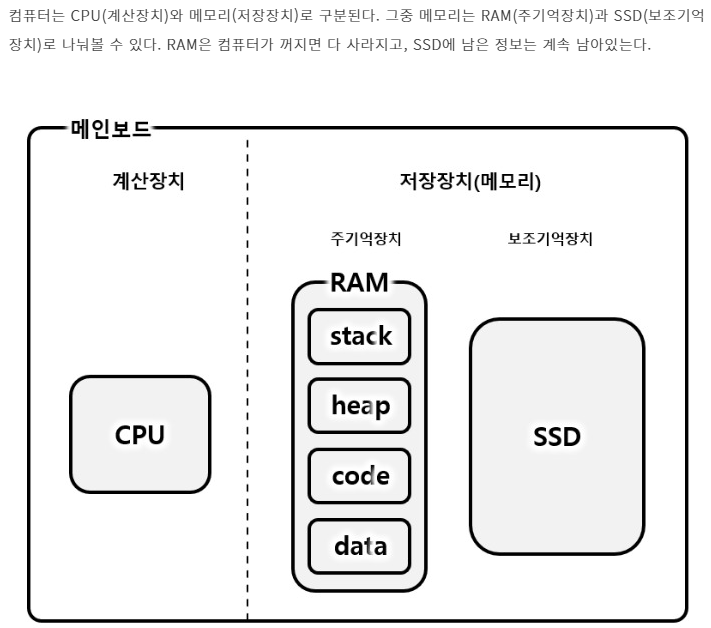 컴퓨터는 CPU(계산장치)와 메모리(저장장치)로 구분된다. 그중 메모리는 RAM(주기억장치)과 SSD(보조기억
장치)로 나눠볼 수 있다. RAM은 컴퓨터가 꺼지면 다 사라지고, SSD에 남은 정보는 계속 남아있는다.
메인보드
계산장치
저장장치(메모리)
주기억장치
보조기억장치
RAM
stack
heap
code
data
CPU
SSD